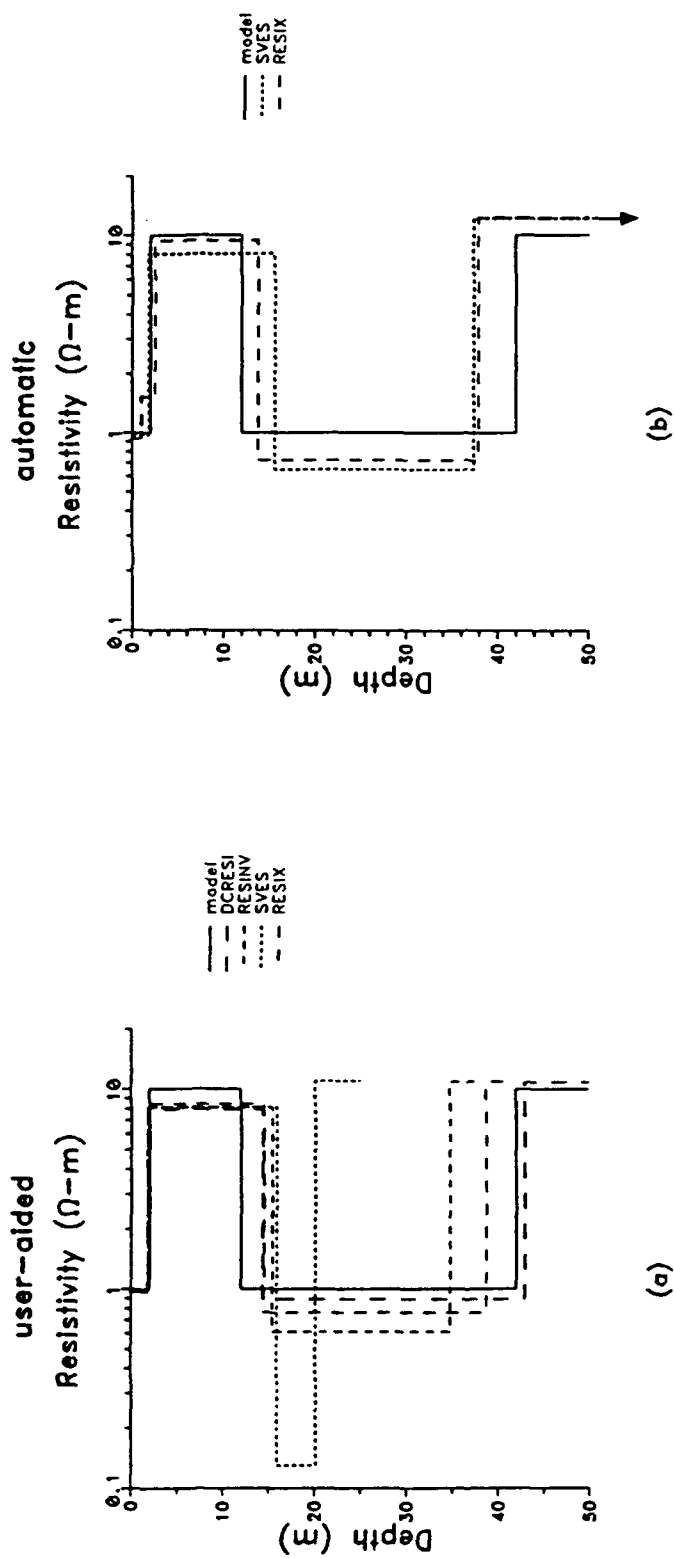 user-aided
Resistivity (Ω-m)
0.1
1
10
0
10
20
30
40
50
Depth (m)
model
DCRESI
RESINV
SVES
RESIX
(a)
automatic
Resistivity (Ω-m)
0.1
1
10
0
10
20
30
40
50
Depth (m)
model
SVES
RESIX
(b)